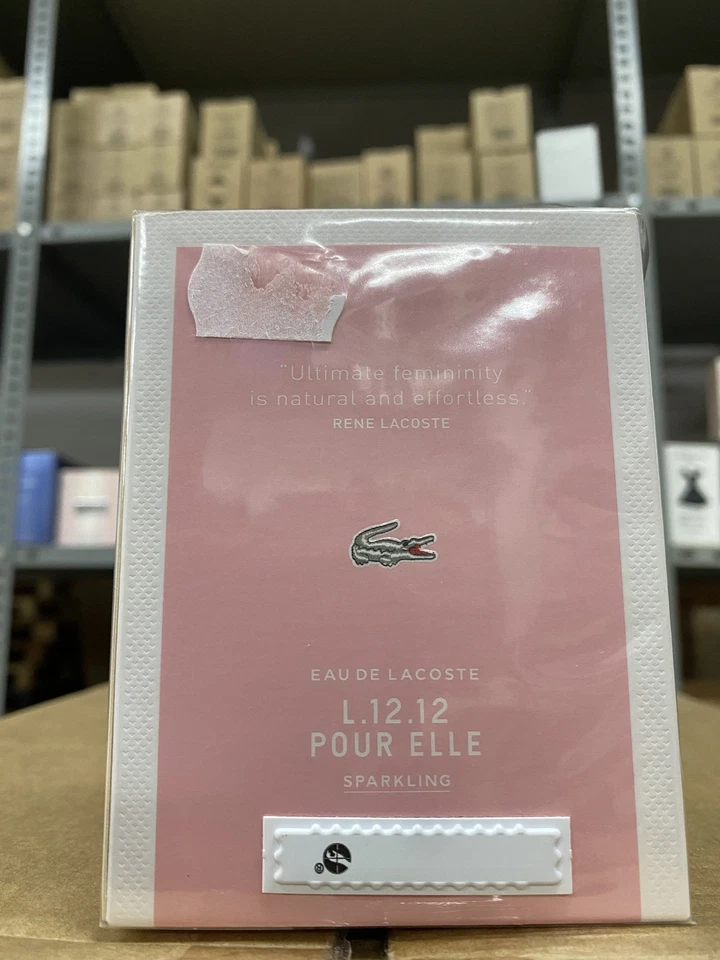 "Ultimate femininity
is natural and effortless."
RENE LACOSTE
EAU DE LACOSTE
L.12.12
POUR ELLE
SPARKLING
®